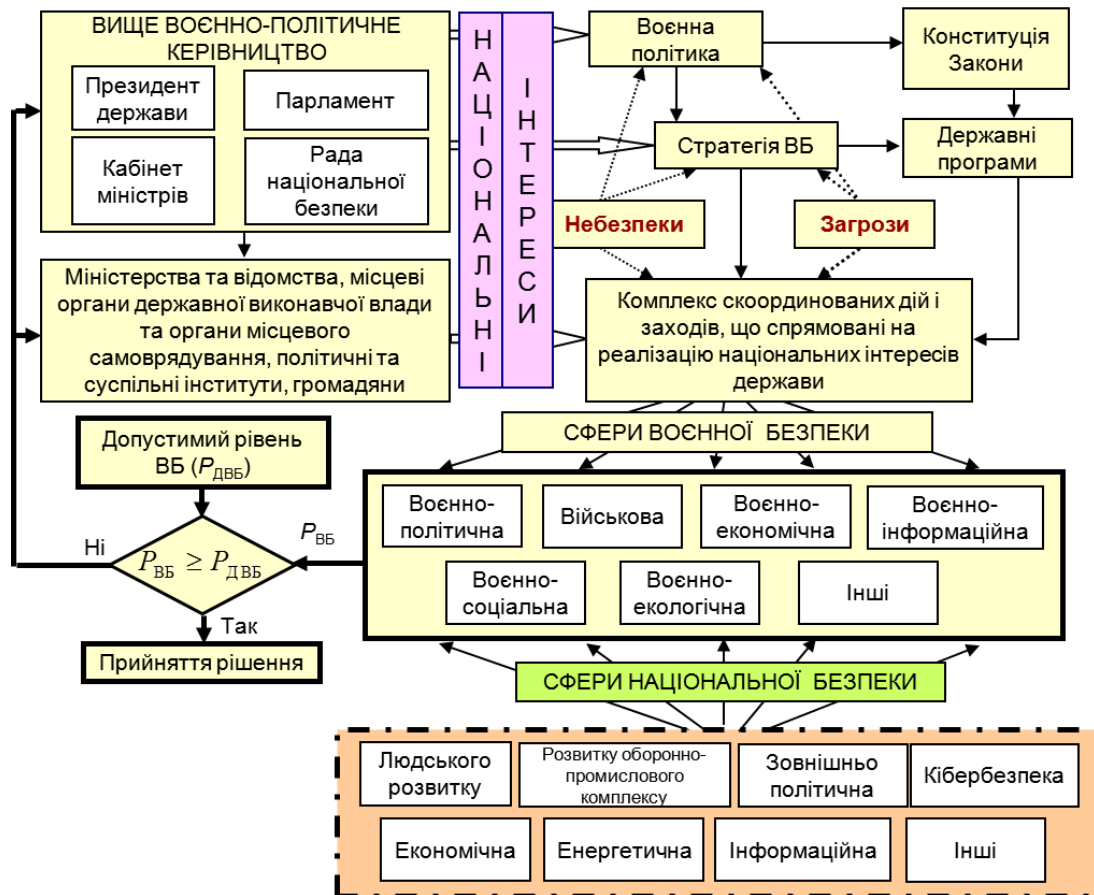 ВИЩЕ ВОЄННО-ПОЛІТИЧНЕ
КЕРІВНИЦТВО
Президент
держави
Парламент
Кабінет
міністрів
Рада
національної
безпеки
Міністерства та відомства, місцеві
органи державної виконавчої влади
та органи місцевого
самоврядування, політичні та
суспільні інститути, громадяни
НАЦІОНАЛЬНІ
ІНТЕРЕСИ
Воєнна
політика
Конституція
Закони
Стратегія ВБ
Державні
програми
Небезпеки
Загрози
Комплекс скоординованих дій і
заходів, що спрямовані на
реалізацію національних інтересів
держави
СФЕРИ ВОЄННОЇ БЕЗПЕКИ
Воєнно-
політична
Військова
Воєнно-
економічна
Воєнно-
інформаційна
Воєнно-
соціальна
Воєнно-
екологічна
Інші
Допустимий рівень
ВБ (PДВБ)
PВБ
Ні
PВБ ≥ PДВБ
Так
Прийняття рішення
СФЕРИ НАЦІОНАЛЬНОЇ БЕЗПЕКИ
Людського
розвитку
Розвитку оборонно-
промислового
комплексу
Зовнішньо
політична
Кібербезпека
Економічна
Енергетична
Інформаційна
Інші